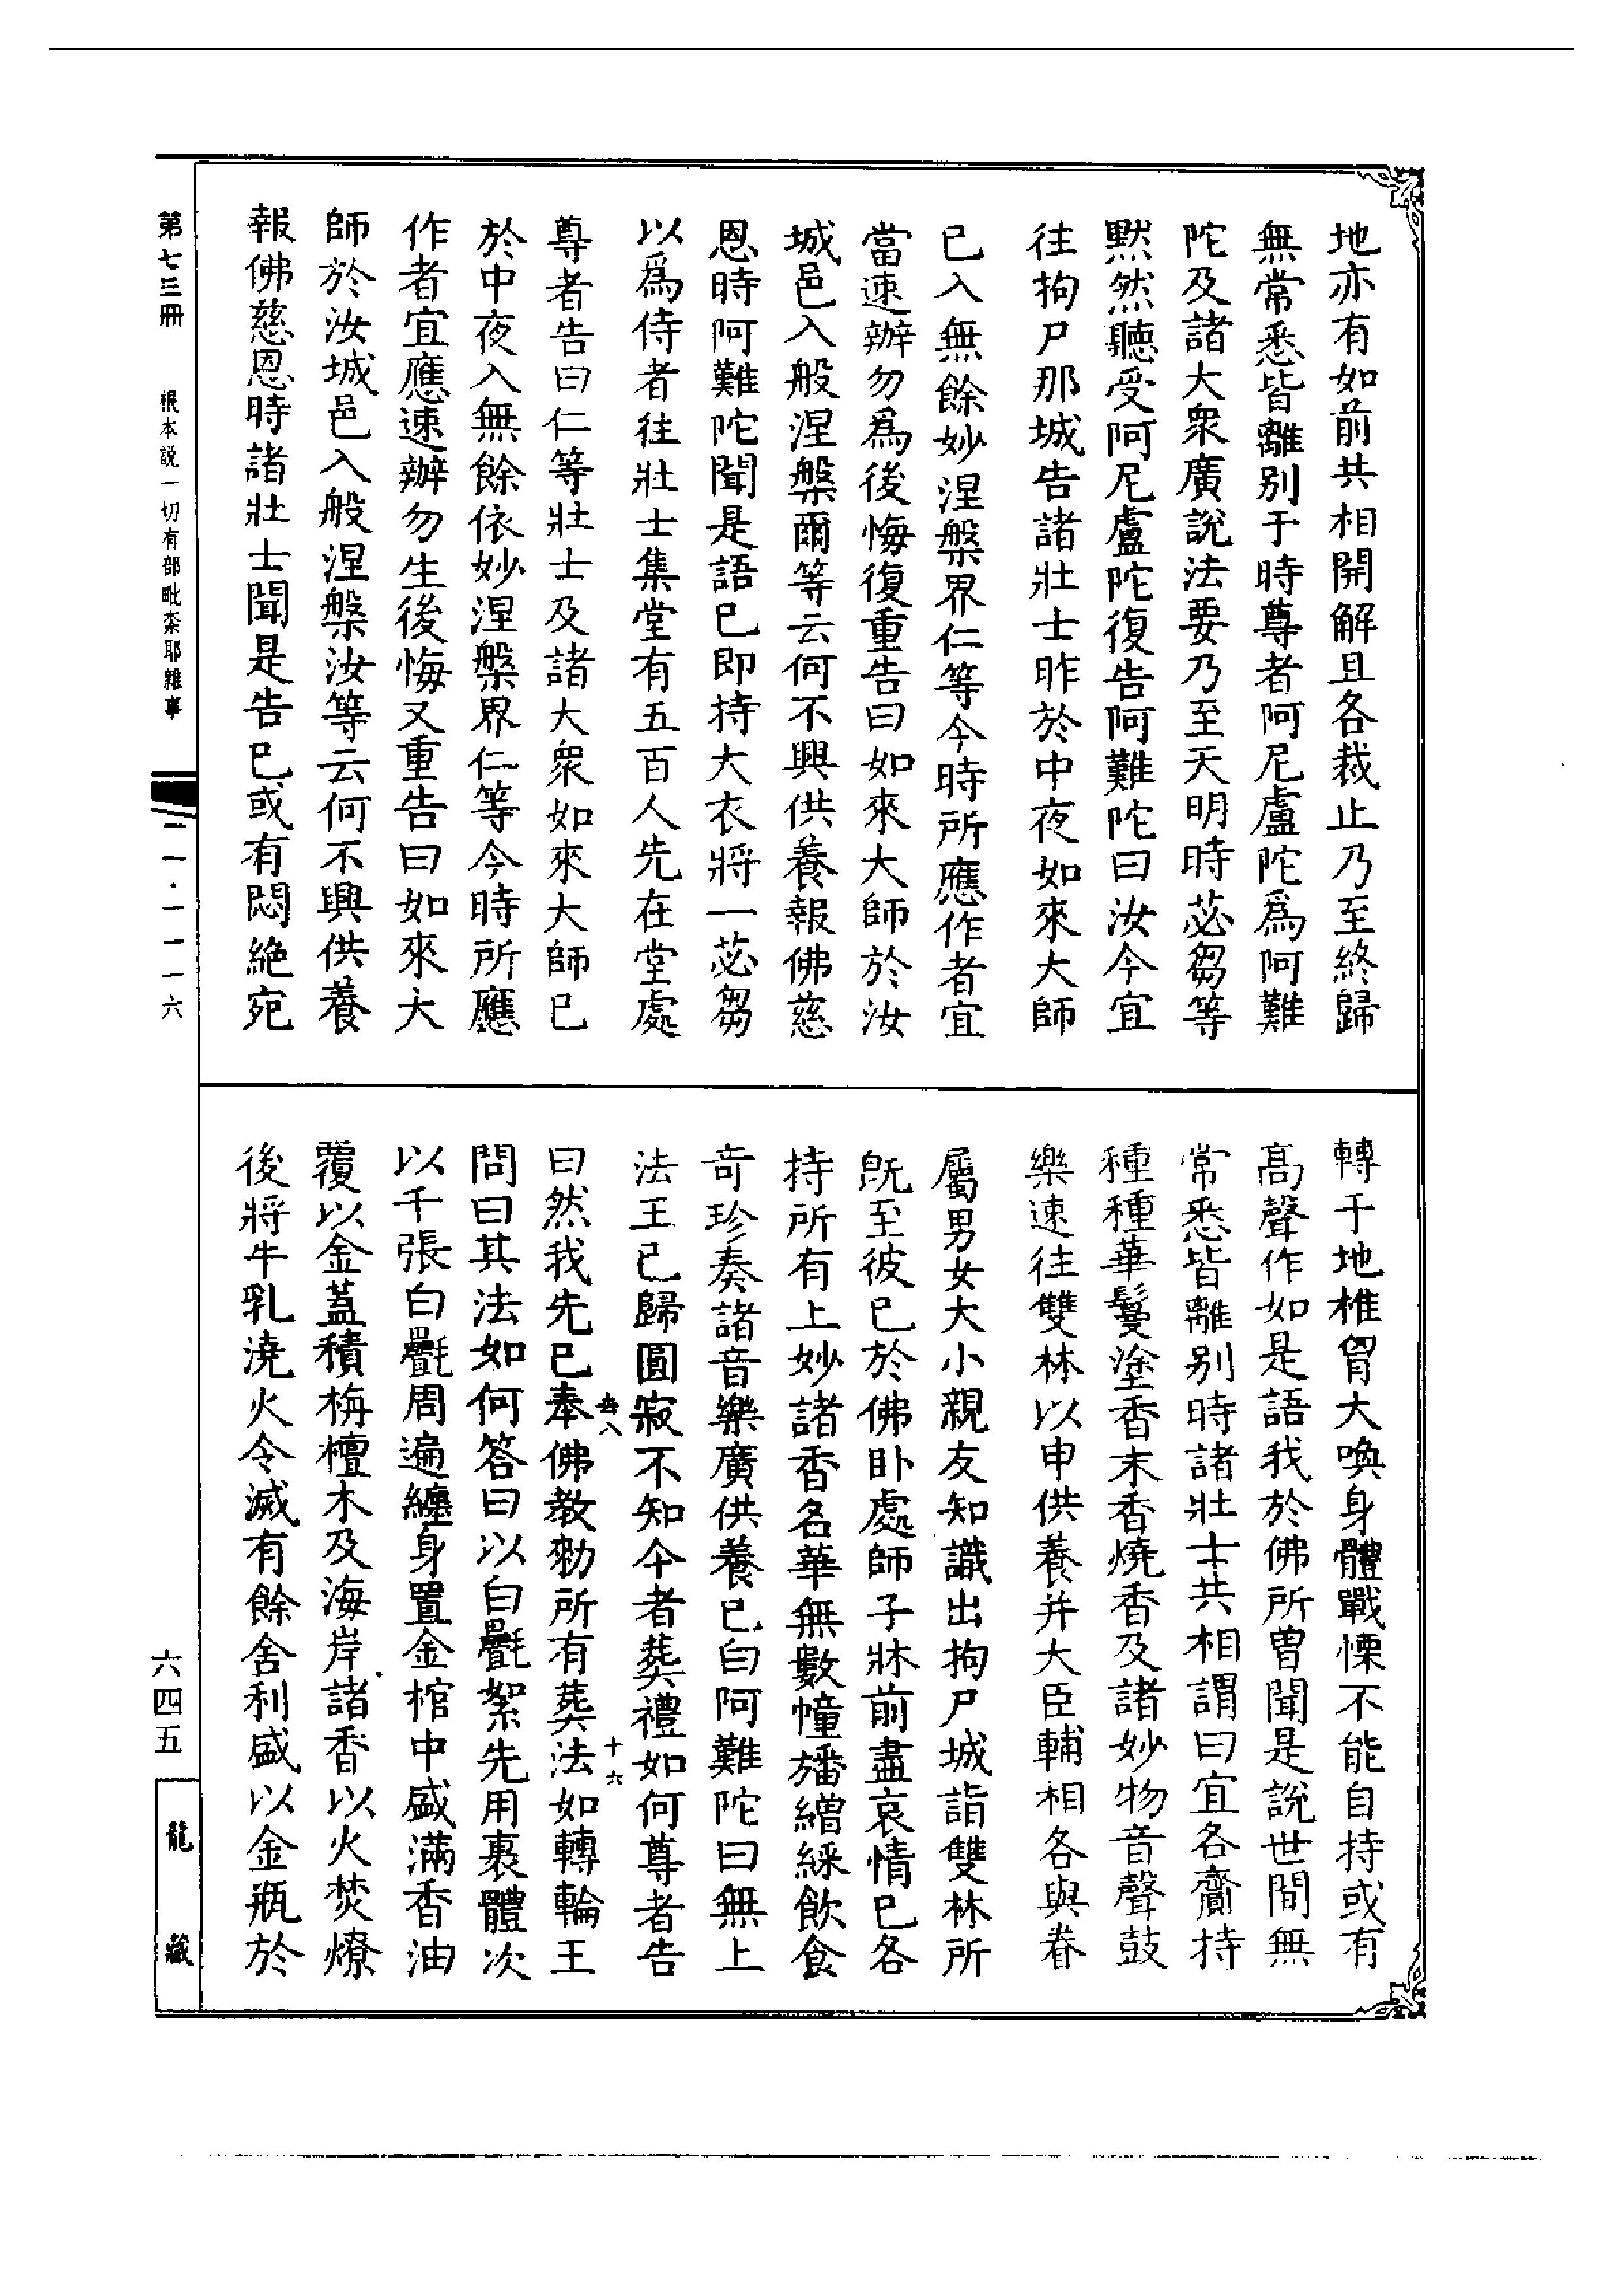 地亦有如前共相開解且各裁止乃至終歸
無常悉皆離别于時尊者阿尼盧陀爲阿難
陀及諸大衆廣說法要乃至天明時苾芻等
黙然聽受阿尼盧陀復告阿難陀曰汝今宜
往拘尸那城告諸壯士昨於中夜如來大師
已入無餘妙涅槃界仁等今時所應作者宜
當速辦勿爲後悔復重告曰如來大師於汝
城邑入般涅槃爾等云何不興供養報佛慈
恩時阿難陀聞是語已即持大衣將一苾芻
以爲侍者往壯士集堂有五百人先在堂處
尊者告曰仁等壯士及諸大衆如來大師已
於中夜入無餘依妙涅槃界仁等今時所應
作者宜應速辦勿生後悔又重告曰如來大
師於汝城邑入般涅槃汝等云何不興供養
報佛慈恩時諸壯士聞是告已或有悶絶宛
轉于地椎胷大喚身體戰慄不能自持或有
高聲作如是語我於佛所曽聞是說世間無
常悉皆離别時諸壯士共相謂曰宜各齎持
種種華鬘塗香末香燒香及諸妙物音聲鼓
樂速往雙林以申供養并大臣輔相各與眷
屬男女大小親友知識出拘尸城詣雙林所
旣至彼已於佛卧處師子牀前盡哀情已各
持所有上妙諸香名華無數幢旛繒綵飲食
奇珍奏諸音樂廣供養已白阿難陀曰無上
法王已歸圓寂不知今者葬禮如何尊者告
曰然我先已奉佛教勑所有葬法如轉輪王
問曰其法如何答曰以白㲲絮先用裹體次
以千張白㲲周遍纏身置金棺中盛滿香油
覆以金蓋積栴檀木及海岸諸香以火焚燎
後將牛乳澆火令滅有餘舍利盛以金瓶於
十六
第七三冊
根本説一切有部毗柰耶雜事
二一·一一一六
六四五
龍藏